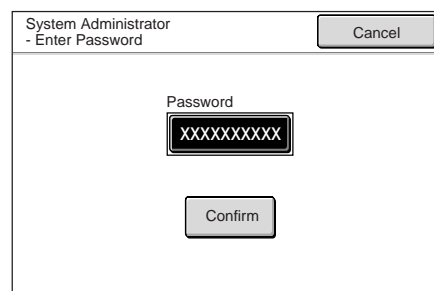 System Administrator
- Enter Password
Cancel
Password
XXXXXXXXXX
Confirm